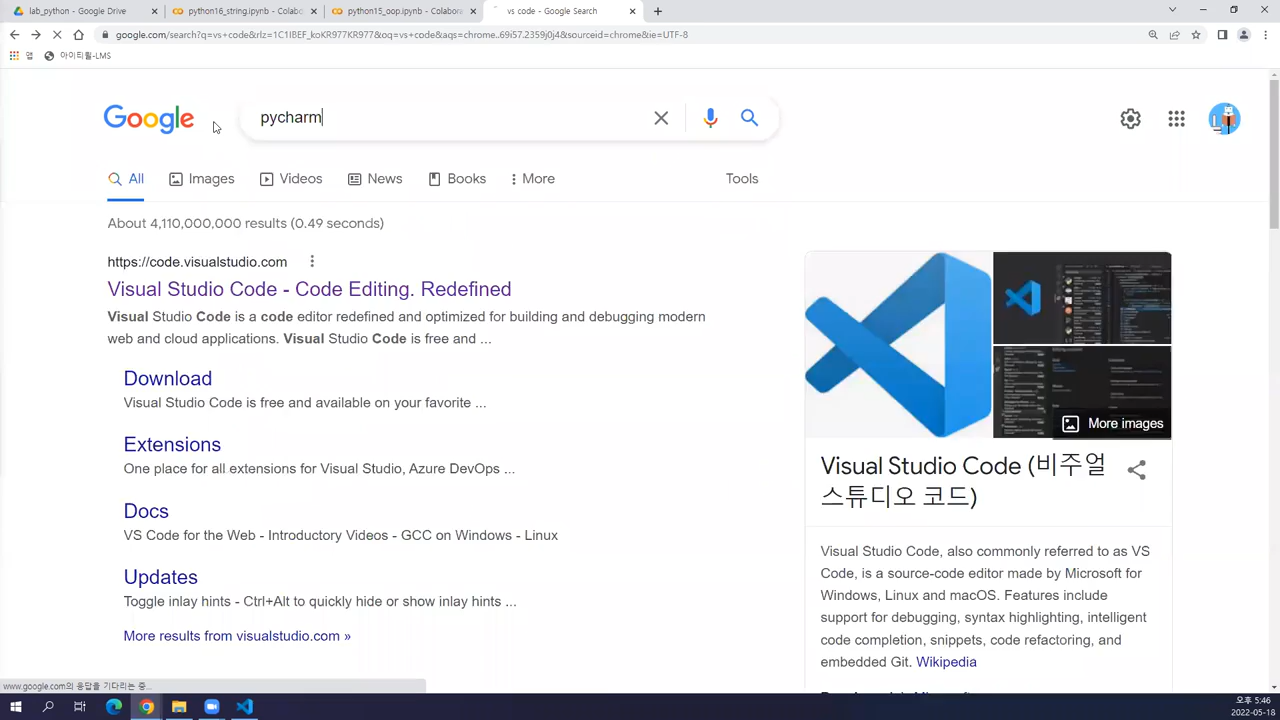 lab_python - Google Drive
python16_string.ipynb - Colab
python15_oop.ipynb - Colabo
vs code - Google Search
google.com/search?q=vs+code&rlz=1C1IBEF_koKR977KR977&oq=vs+code&aqs=chrome..69i57.2359j0j4&sourceid=chrome&ie=UTF-8
앱
아이티윌-LMS
Google
pycharm
All
Images
Videos
News
Books
More
Tools
About 4,110,000,000 results (0.49 seconds)
https://code.visualstudio.com
Visual Studio Code - Code Editing. Redefined
Visual Studio Code is a code editor redefined and optimized for building and debugging modern
web and cloud applications. Visual Studio Code is free and ...
Download
Visual Studio Code is free and available on your favorite ...
Extensions
One place for all extensions for Visual Studio, Azure DevOps ...
Docs
VS Code for the Web - Introductory Videos - GCC on Windows - Linux
Updates
Toggle inlay hints - Ctrl+Alt to quickly hide or show inlay hints ...
More results from visualstudio.com »
More images
Visual Studio Code (비주얼
스튜디오 코드)
Visual Studio Code, also commonly referred to as VS
Code, is a source-code editor made by Microsoft for
Windows, Linux and macOS. Features include
support for debugging, syntax highlighting, intelligent
code completion, snippets, code refactoring, and
embedded Git. Wikipedia
www.google.com의 응답을 기다리는 중...
오후 5:46
2022-05-18